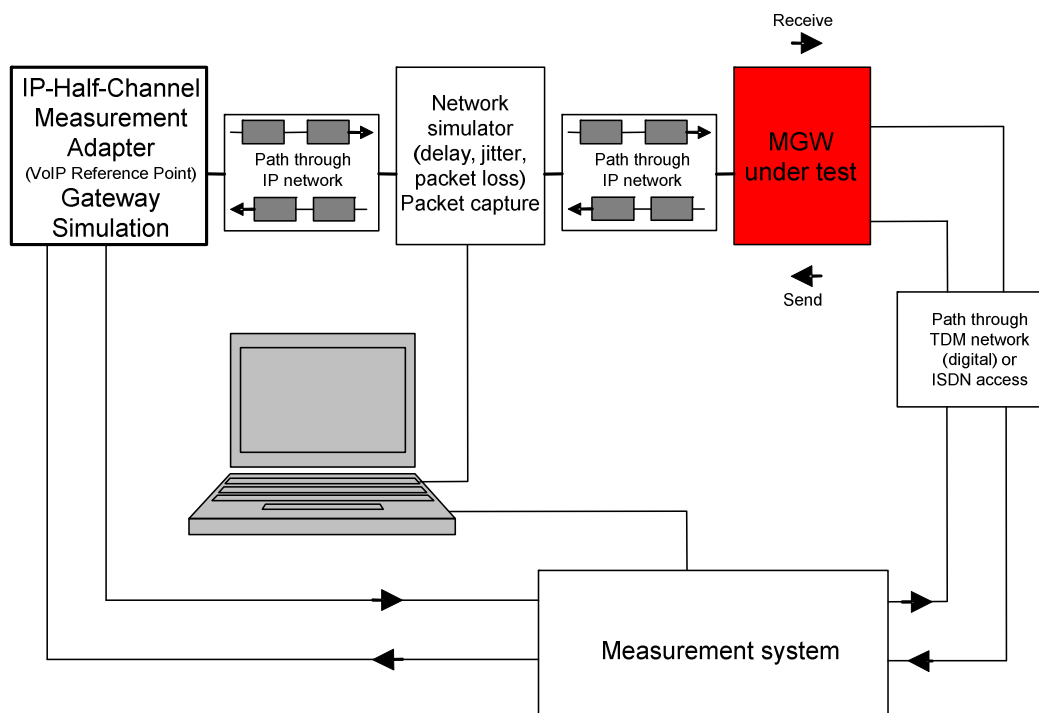 Receive
IP-Half-Channel
Measurement
Adapter
(VoIP Reference Point)
Gateway
Simulation
Path through
IP network
Network
simulator
(delay, jitter,
packet loss)
Packet capture
Path through
IP network
MGW
under test
Send
Path through
TDM network
(digital) or
ISDN access
Measurement system